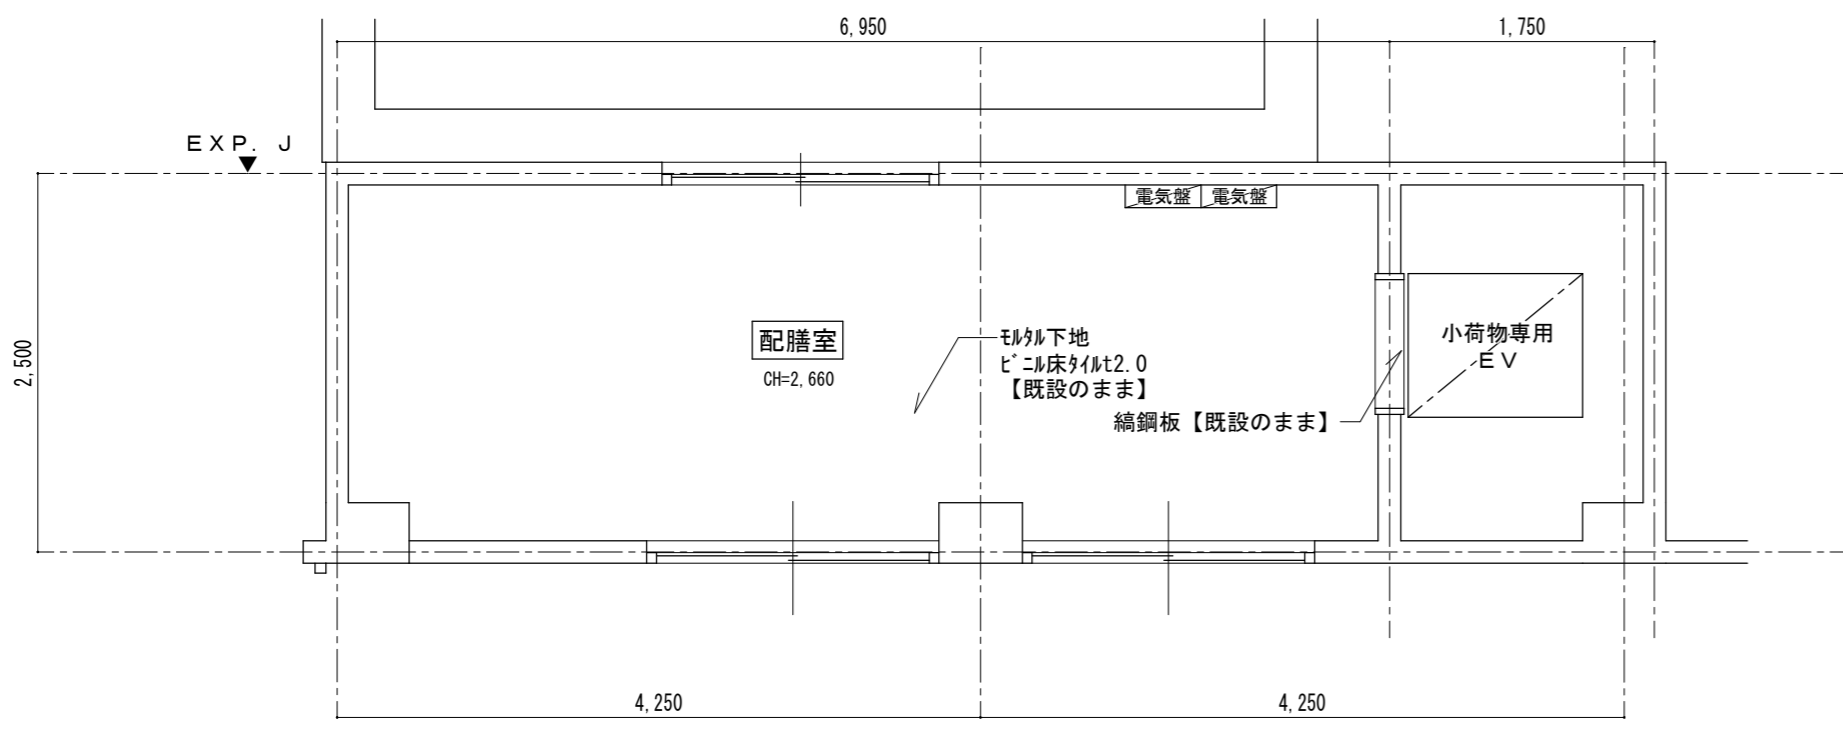 6,950
1,750
EXP. J
電気盤
電気盤
2,500
配膳室
CH=2,660
ﾓﾙﾀﾙ下地
ﾋﾞﾆﾙ床ﾀｲﾙt2.0
【既設のまま】
縞鋼板【既設のまま】
小荷物専用
EV
4,250
4,250